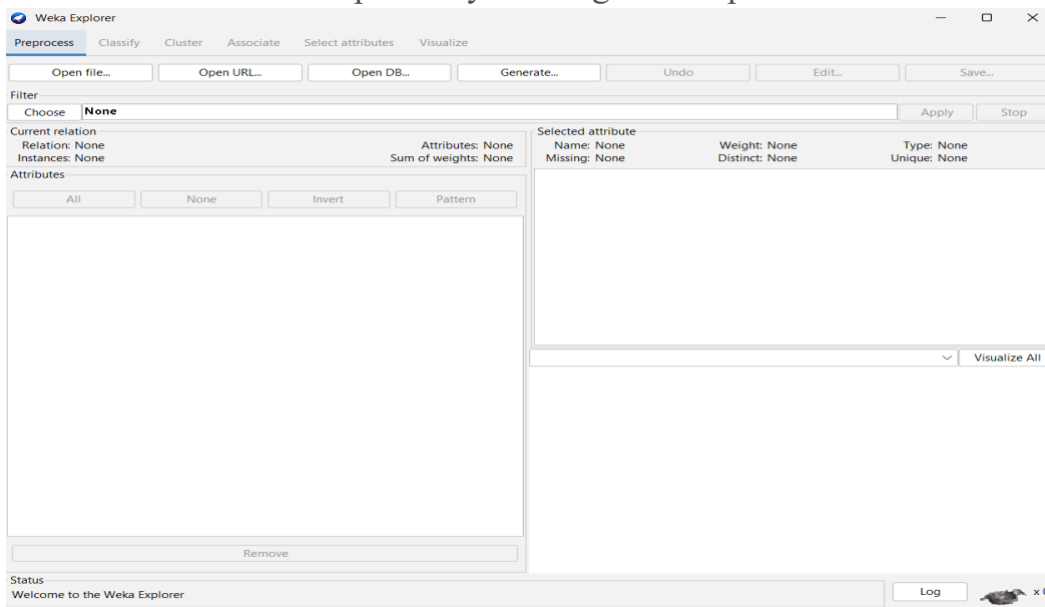 Weka Explorer
Preprocess Classify Cluster Associate Select attributes Visualize
Open file... Open URL... Open DB... Generate... Undo Edit... Save...
Filter
Choose None Apply Stop
Current relation
Relation: None Attributes: None
Instances: None Sum of weights: None
Attributes
All None Invert Pattern
Remove
Selected attribute
Name: None Weight: None Type: None
Missing: None Distinct: None Unique: None
Visualize All
Status
Welcome to the Weka Explorer
Log x